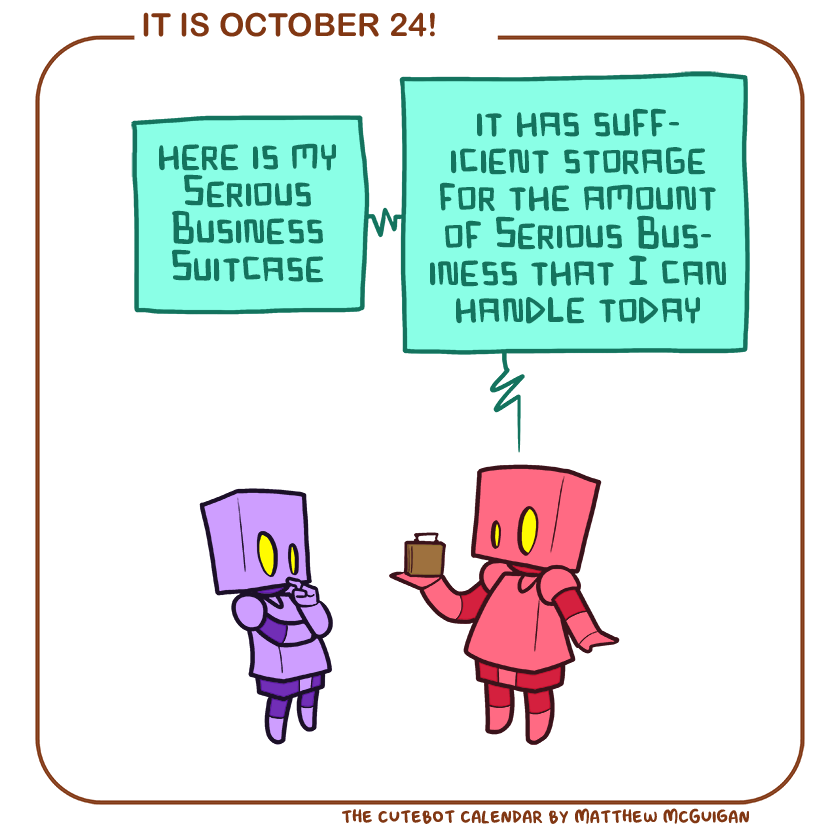 IT IS OCTOBER 24!
HERE IS MY
SERIOUS
BUSINESS
SUITCASE
IT HAS SUFF-
ICIENT STORAGE
FOR THE AMOUNT
OF SERIOUS BUS-
INESS THAT I CAN
HANDLE TODAY
THE CUTEBOT CALENDAR BY MATTHEW MCGUIGAN